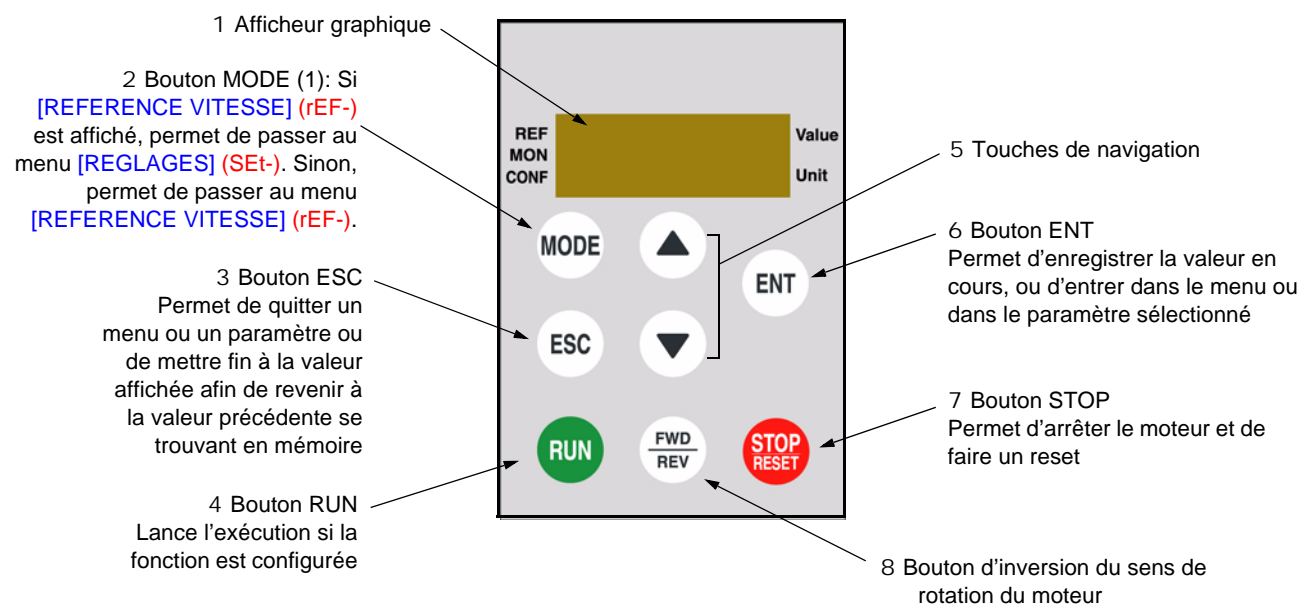 1 Afficheur graphique
2 Bouton MODE (1): Si
[REFERENCE VITESSE] (rEF-)
est affiché, permet de passer au
menu [REGLAGES] (SEt-). Sinon,
permet de passer au menu
[REFERENCE VITESSE] (rEF-).
3 Bouton ESC
Permet de quitter un
menu ou un paramètre ou
de mettre fin à la valeur
affichée afin de revenir à
la valeur précédente se
trouvant en mémoire
4 Bouton RUN
Lance l'exécution si la
fonction est configurée
REF
MON
CONF
Value
Unit
MODE
ENT
ESC
RUN
FWD
REV
STOP
RESET
5 Touches de navigation
6 Bouton ENT
Permet d'enregistrer la valeur en
cours, ou d'entrer dans le menu ou
dans le paramètre sélectionné
7 Bouton STOP
Permet d'arrêter le moteur et de
faire un reset
8 Bouton d'inversion du sens de
rotation du moteur